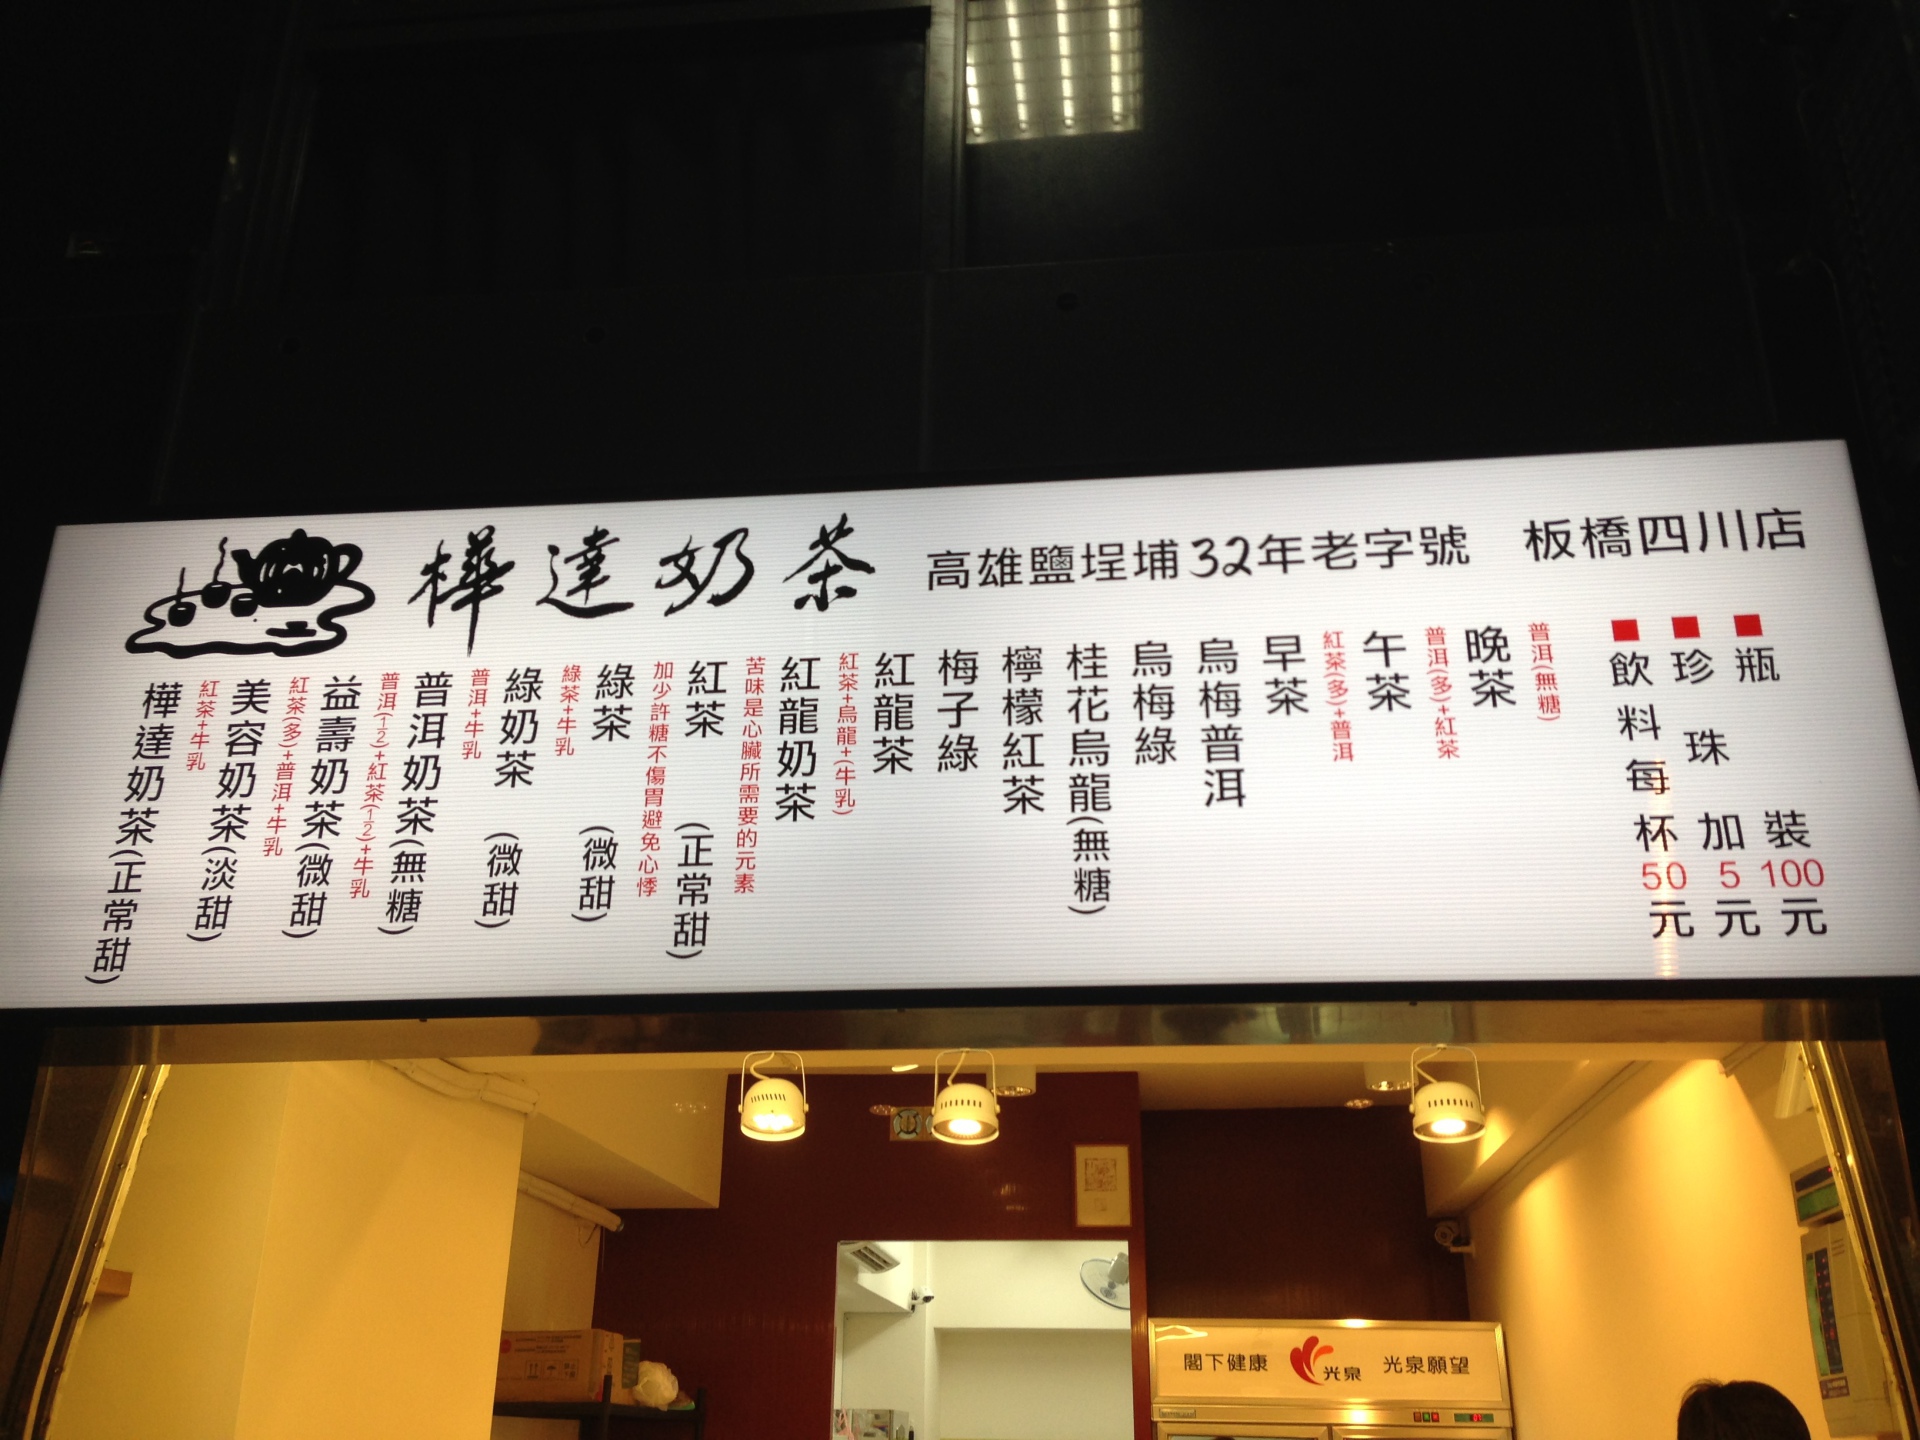 樺達奶茶 高雄鹽埕埔32年老字號 板橋四川店
樺達奶茶(正常甜)
紅茶+牛乳
美容奶茶(淡甜)
紅茶(多)+普洱+牛乳
益壽奶茶(微甜)
普洱(1/2)+紅茶(1/2)+牛乳
普洱奶茶(無糖)
普洱+牛乳
綠奶茶(微甜)
綠茶+牛乳
綠茶(微甜)
加少許糖不傷胃避免心悸
紅茶(正常甜)
苦味是心臟所需要的元素
紅龍奶茶
紅茶+烏龍+(牛乳)
紅龍茶
梅子綠
檸檬紅茶
桂花烏龍(無糖)
烏梅綠
烏梅普洱
早茶
紅茶(多)+普洱
午茶
普洱(多)+紅茶
晚茶
普洱(無糖)
■飲料每杯50元
■珍珠加5元
■瓶裝100元
閣下健康 光泉 光泉願望